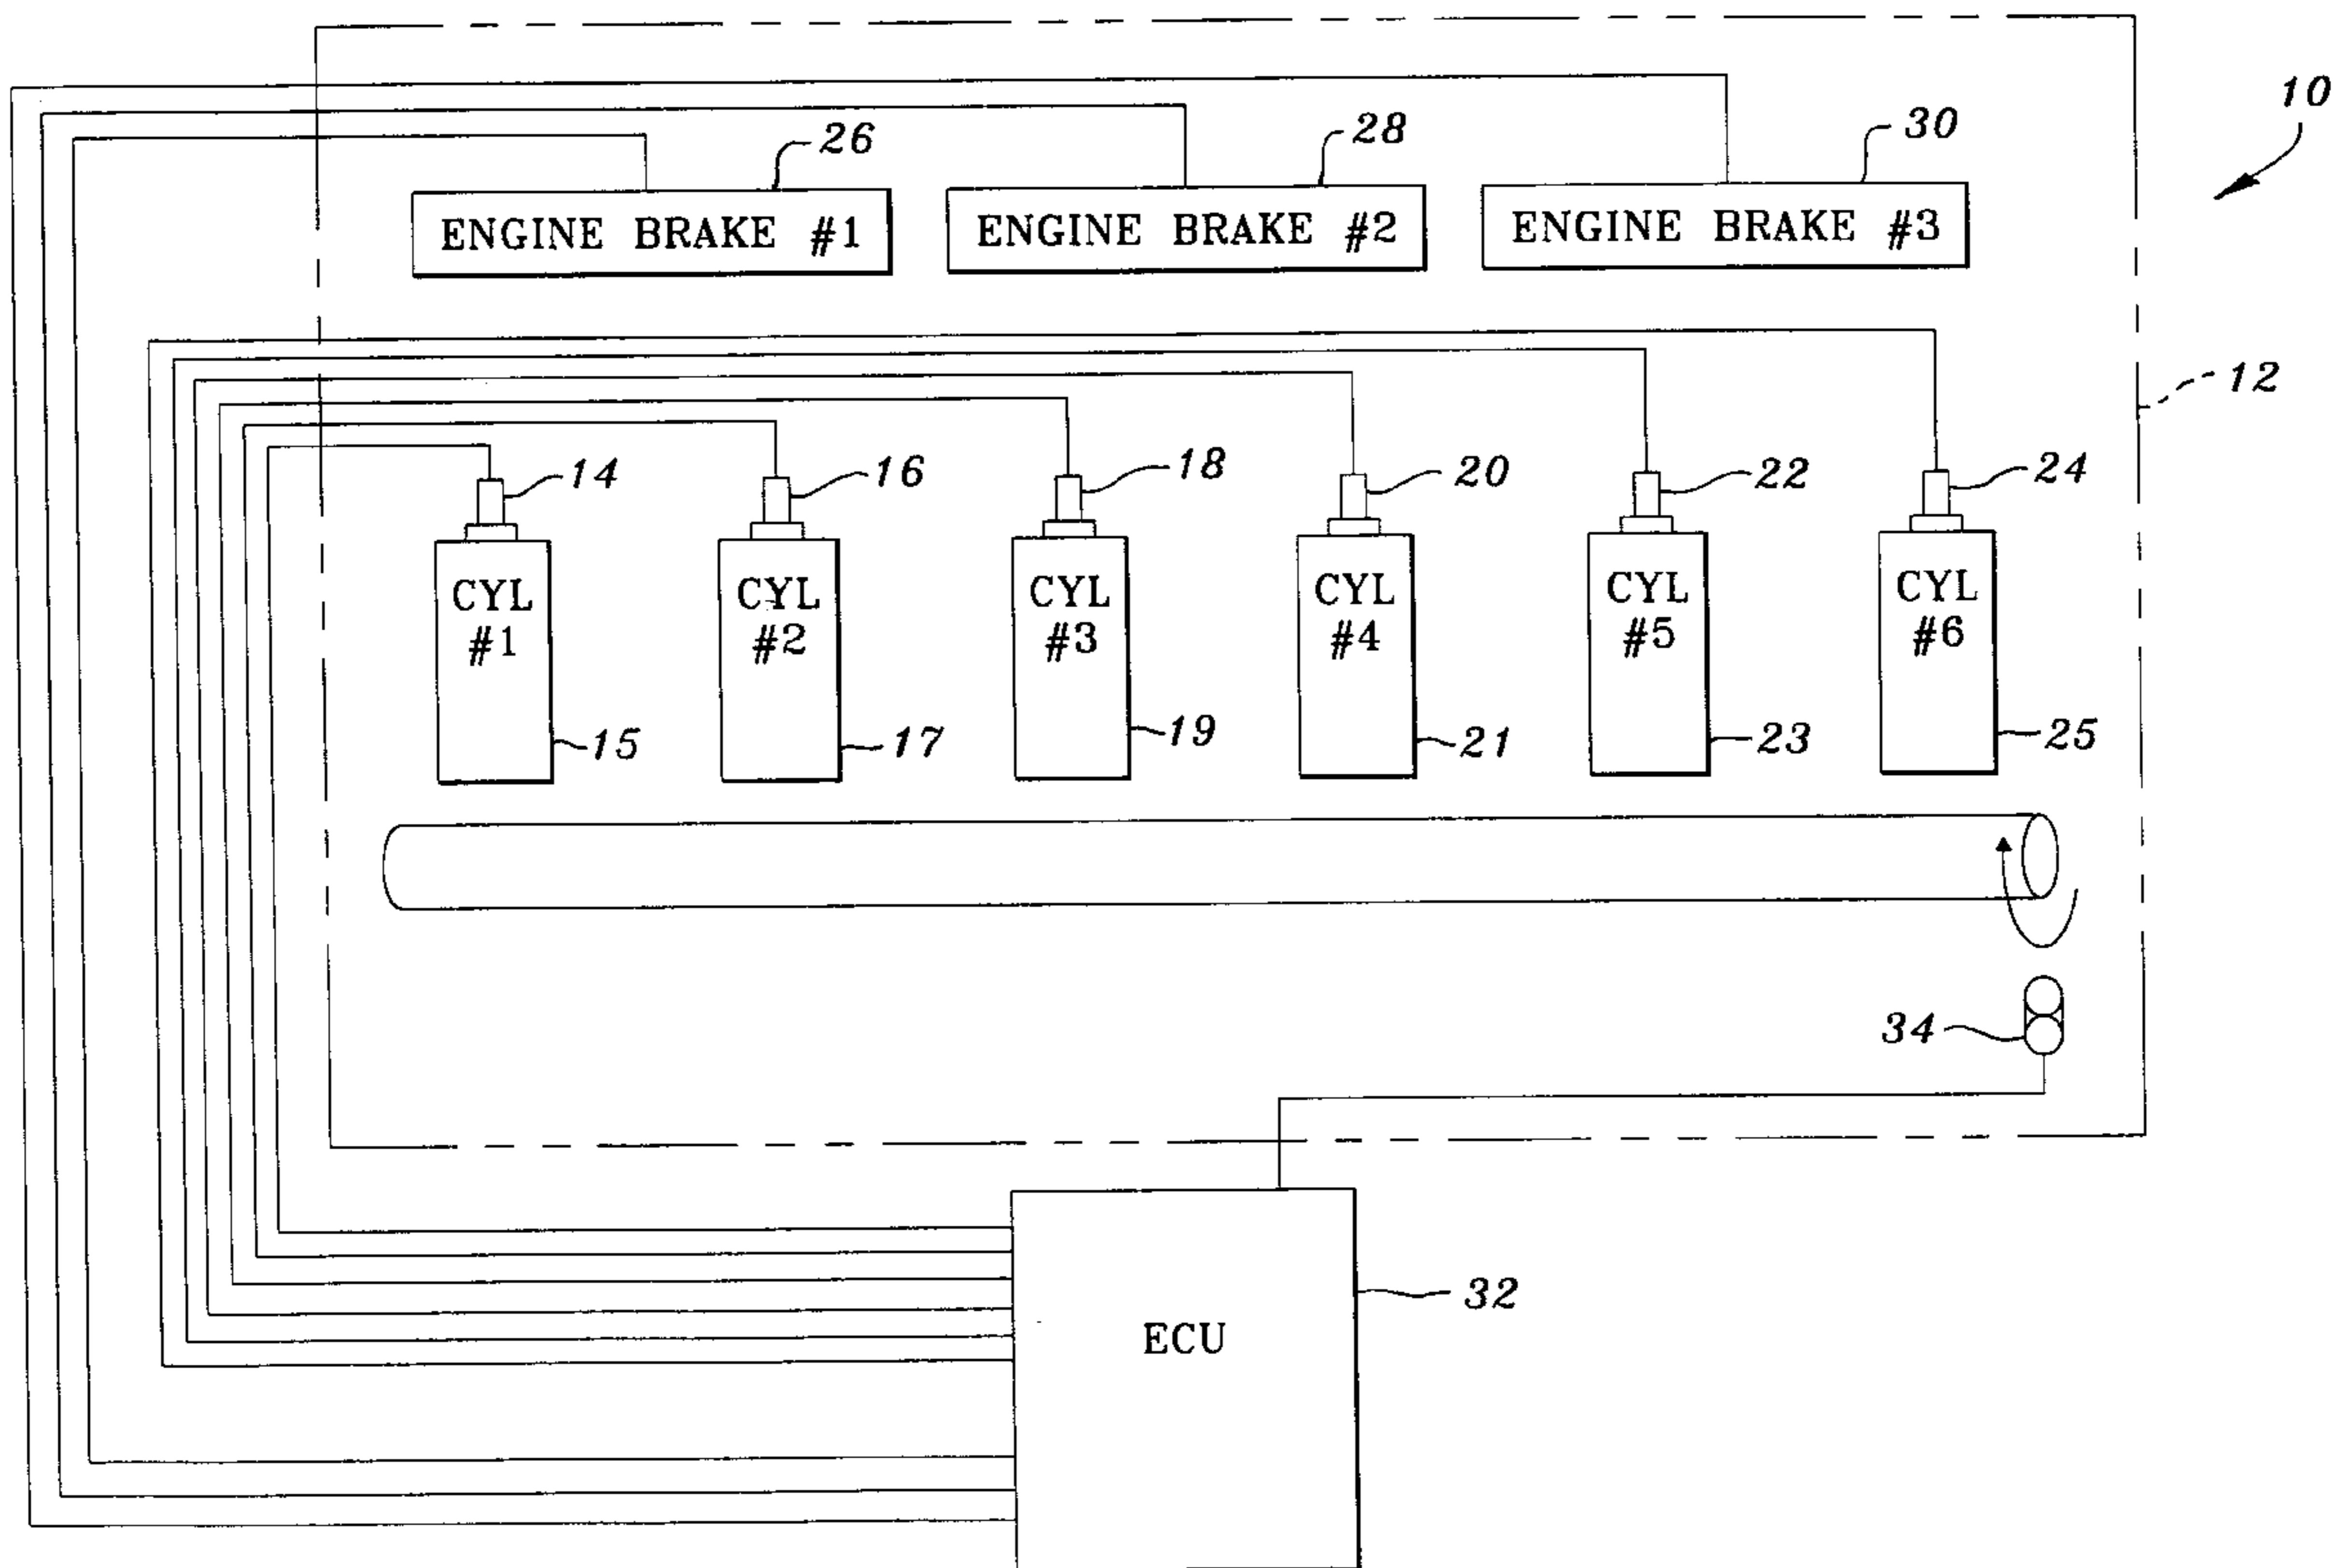 10
26
28
30
ENGINE BRAKE #1
ENGINE BRAKE #2
ENGINE BRAKE #3
12
14
16
18
20
22
24
CYL
#1
CYL
#2
CYL
#3
CYL
#4
CYL
#5
CYL
#6
15
17
19
21
23
25
34
32
ECU